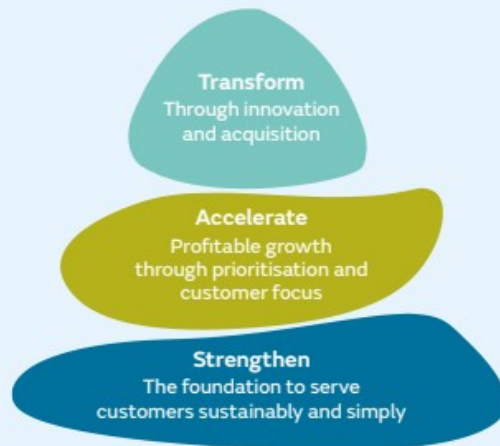 Transform
Through innovation
and acquisition
Accelerate
Profitable growth
through prioritisation and
customer focus
Strengthen
The foundation to serve
customers sustainably and simply